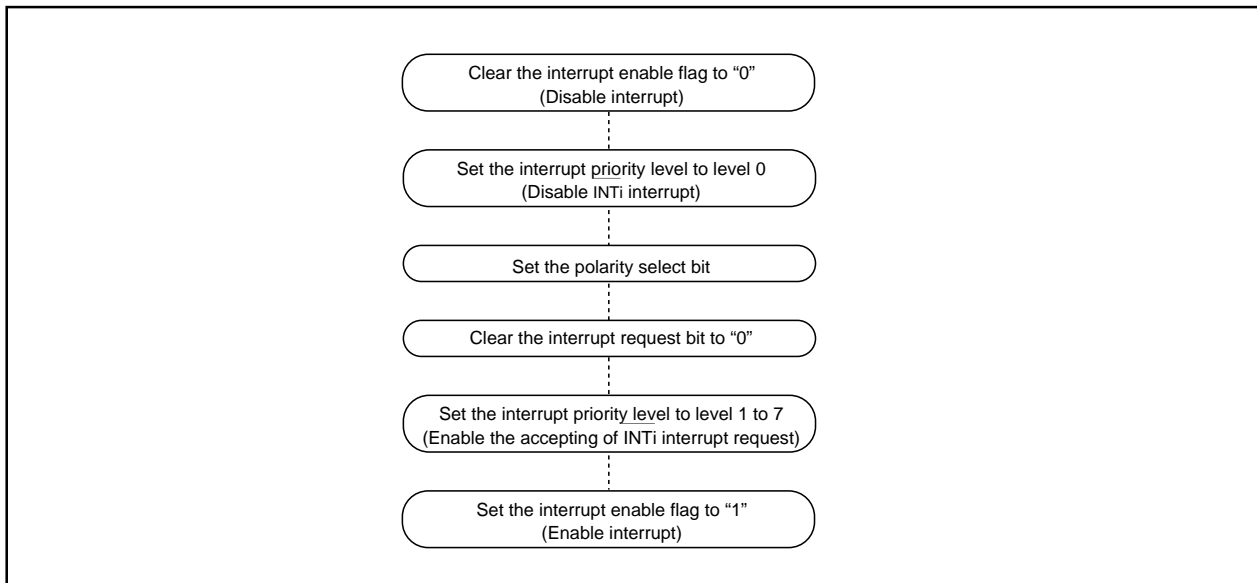 Clear the interrupt enable flag to “0”
(Disable interrupt)
Set the interrupt priority level to level 0
(Disable INTi interrupt)
Set the polarity select bit
Clear the interrupt request bit to “0”
Set the interrupt priority level to level 1 to 7
(Enable the accepting of INTi interrupt request)
Set the interrupt enable flag to “1”
(Enable interrupt)